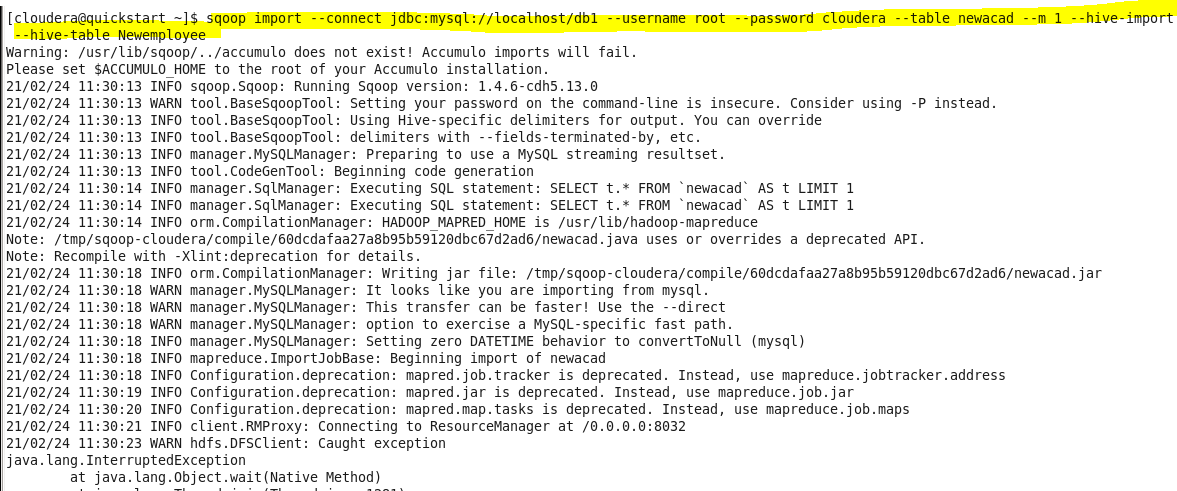 [cloudera@quickstart ~]$ sqoop import --connect jdbc:mysql://localhost/db1 --username root --password cloudera --table newacad --m 1 --hive-import
--hive-table Newemployee
Warning: /usr/lib/sqoop/../accumulo does not exist! Accumulo imports will fail.
Please set $ACCUMULO_HOME to the root of your Accumulo installation.
21/02/24 11:30:13 INFO sqoop.Sqoop: Running Sqoop version: 1.4.6-cdh5.13.0
21/02/24 11:30:13 WARN tool.BaseSqoopTool: Setting your password on the command-line is insecure. Consider using -P instead.
21/02/24 11:30:13 INFO tool.BaseSqoopTool: Using Hive-specific delimiters for output. You can override
21/02/24 11:30:13 INFO tool.BaseSqoopTool: delimiters with --fields-terminated-by, etc.
21/02/24 11:30:13 INFO manager.MySQLManager: Preparing to use a MySQL streaming resultset.
21/02/24 11:30:13 INFO tool.CodeGenTool: Beginning code generation
21/02/24 11:30:14 INFO manager.SqlManager: Executing SQL statement: SELECT t.* FROM `newacad` AS t LIMIT 1
21/02/24 11:30:14 INFO manager.SqlManager: Executing SQL statement: SELECT t.* FROM `newacad` AS t LIMIT 1
21/02/24 11:30:14 INFO orm.CompilationManager: HADOOP_MAPRED_HOME is /usr/lib/hadoop-mapreduce
Note: /tmp/sqoop-cloudera/compile/60dcdafaa27a8b95b59120dbc67d2ad6/newacad.java uses or overrides a deprecated API.
Note: Recompile with -Xlint:deprecation for details.
21/02/24 11:30:18 INFO orm.CompilationManager: Writing jar file: /tmp/sqoop-cloudera/compile/60dcdafaa27a8b95b59120dbc67d2ad6/newacad.jar
21/02/24 11:30:18 WARN manager.MySQLManager: It looks like you are importing from mysql.
21/02/24 11:30:18 WARN manager.MySQLManager: This transfer can be faster! Use the --direct
21/02/24 11:30:18 WARN manager.MySQLManager: option to exercise a MySQL-specific fast path.
21/02/24 11:30:18 INFO manager.MySQLManager: Setting zero DATETIME behavior to convertToNull (mysql)
21/02/24 11:30:18 INFO mapreduce.ImportJobBase: Beginning import of newacad
21/02/24 11:30:18 INFO Configuration.deprecation: mapred.job.tracker is deprecated. Instead, use mapreduce.jobtracker.address
21/02/24 11:30:19 INFO Configuration.deprecation: mapred.jar is deprecated. Instead, use mapreduce.job.jar
21/02/24 11:30:20 INFO Configuration.deprecation: mapred.map.tasks is deprecated. Instead, use mapreduce.job.maps
21/02/24 11:30:21 INFO client.RMProxy: Connecting to ResourceManager at /0.0.0.0:8032
21/02/24 11:30:23 WARN hdfs.DFSClient: Caught exception
java.lang.InterruptedException
at java.lang.Object.wait(Native Method)